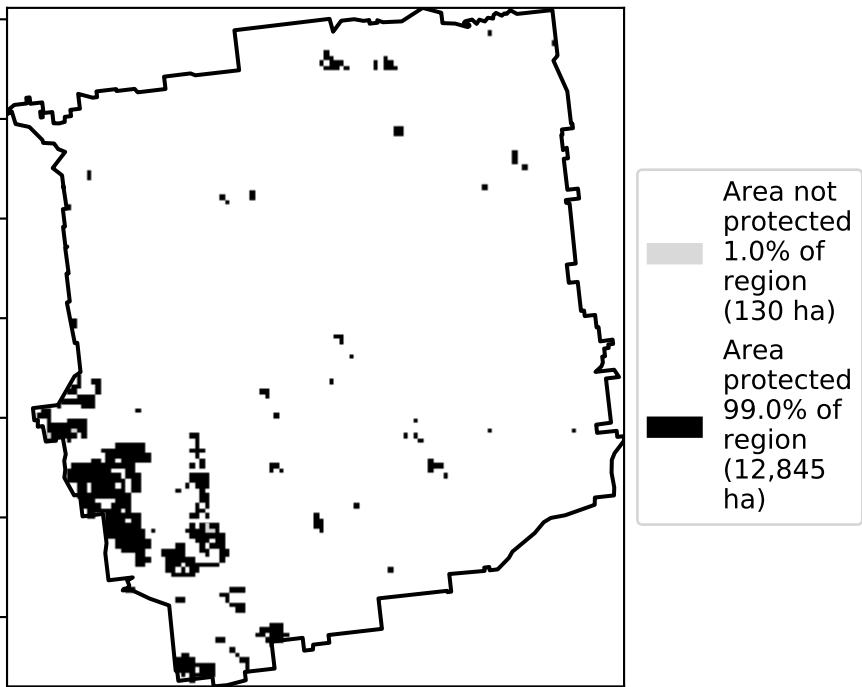 Area not
protected
1.0% of
region
(130 ha)
Area
protected
99.0% of
region
(12,845
ha)